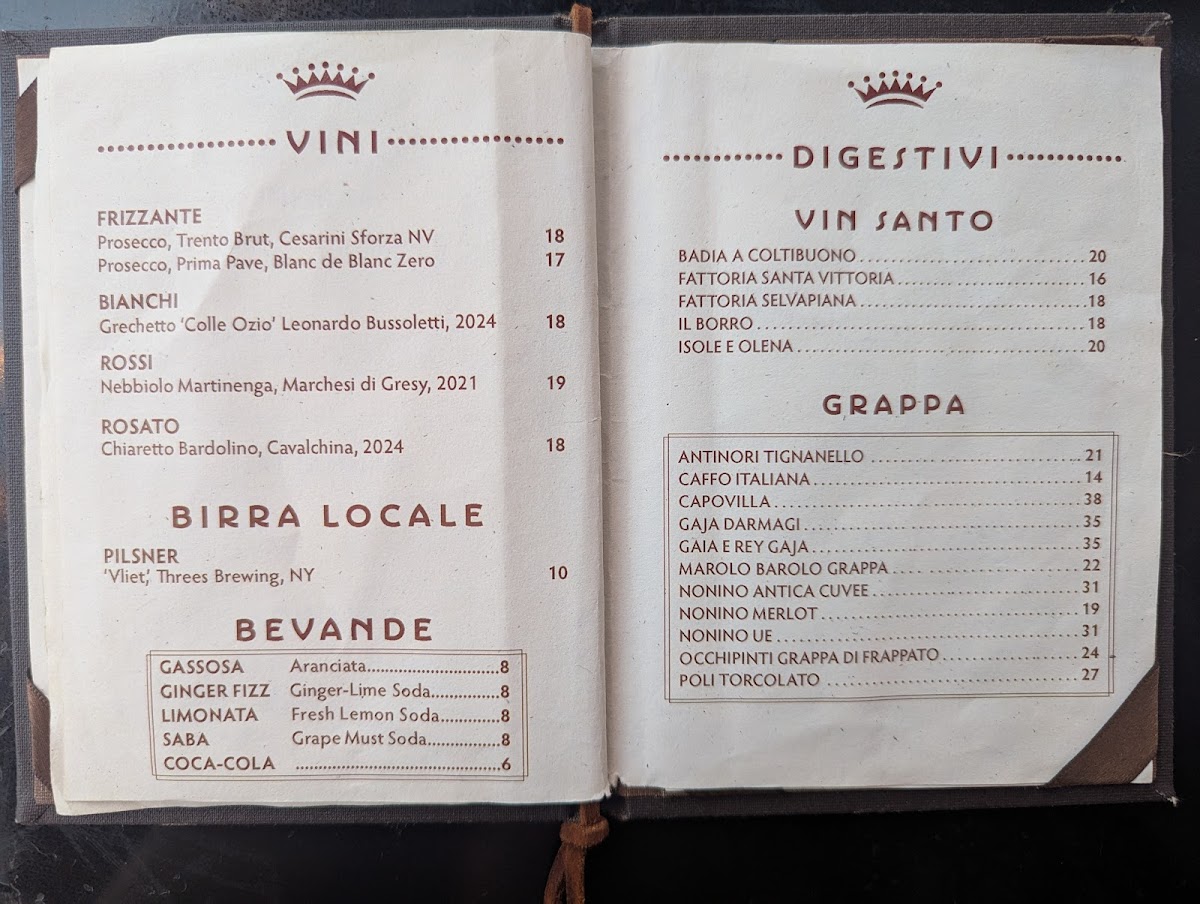 VINI
FRIZZANTE
Prosecco, Trento Brut, Cesarini Sforza NV 18
Prosecco, Prima Pave, Blanc de Blanc Zero 17
BIANCHI
Grechetto ‘Colle Ozio’ Leonardo Bussoletti, 2024 18
ROSSI
Nebbiolo Martinenga, Marchesi di Gresy, 2021 19
ROSATO
Chiaretto Bardolino, Cavalchina, 2024 18
BIRRA LOCALE
PILSNER
‘Vliet,’ Threes Brewing, NY 10
BEVANDE
GASSOSA Aranciata 8
GINGER FIZZ Ginger-Lime Soda 8
LIMONATA Fresh Lemon Soda 8
SABA Grape Must Soda 8
COCA-COLA 6
DIGESTIVI
VIN SANTO
BADIA A COLTIBUONO 20
FATTORIA SANTA VITTORIA 16
FATTORIA SELVAPIANA 18
IL BORRO 18
ISOLE E OLENA 20
GRAPPA
ANTINORI TIGNANELLO 21
CAFFO ITALIANA 14
CAPOVILLA 38
GAJA DARMAGI 35
GAIA E REY GAJA 35
MAROLO BAROLO GRAPPA 22
NONINO ANTICA CUVEE 31
NONINO MERLOT 19
NONINO UE 31
OCCHIPINTI GRAPPA DI FRAPPATO 24
POLI TORCOLATO 27